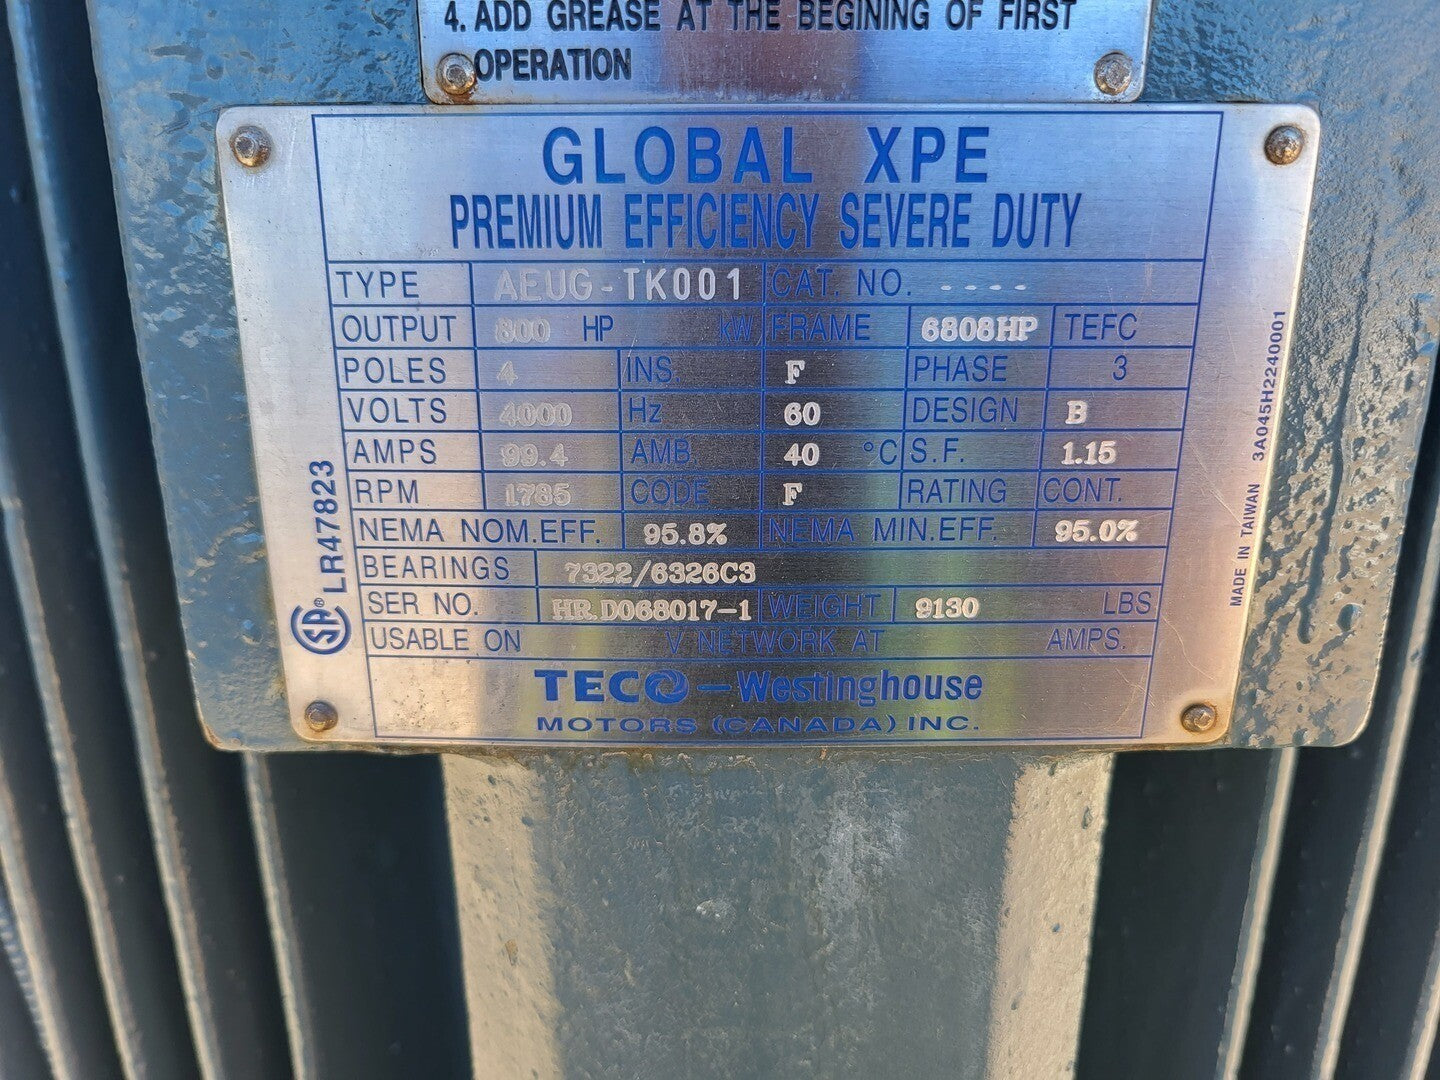 4. ADD GREASE AT THE BEGINING OF FIRST
OPERATION
GLOBAL XPE
PREMIUM EFFICIENCY SEVERE DUTY
TYPE AEUG-TK001 CAT. NO. ----
OUTPUT 800 HP kW FRAME 6808HP TEFC
POLES 4 INS. F PHASE 3
VOLTS 4000 Hz 60 DESIGN B
AMPS 99.4 AMB. 40 °C S.F. 1.15
RPM 1785 CODE F RATING CONT.
NEMA NOM.EFF. 95.8% NEMA MIN.EFF. 95.0%
BEARINGS 7322/6326C3
SER NO. HR.D068017-1 WEIGHT 9130 LBS
USABLE ON V NETWORK AT AMPS.
TECO-Westinghouse
MOTORS (CANADA) INC.
SA® LR47823
MADE IN TAIWAN 3A045H2240001